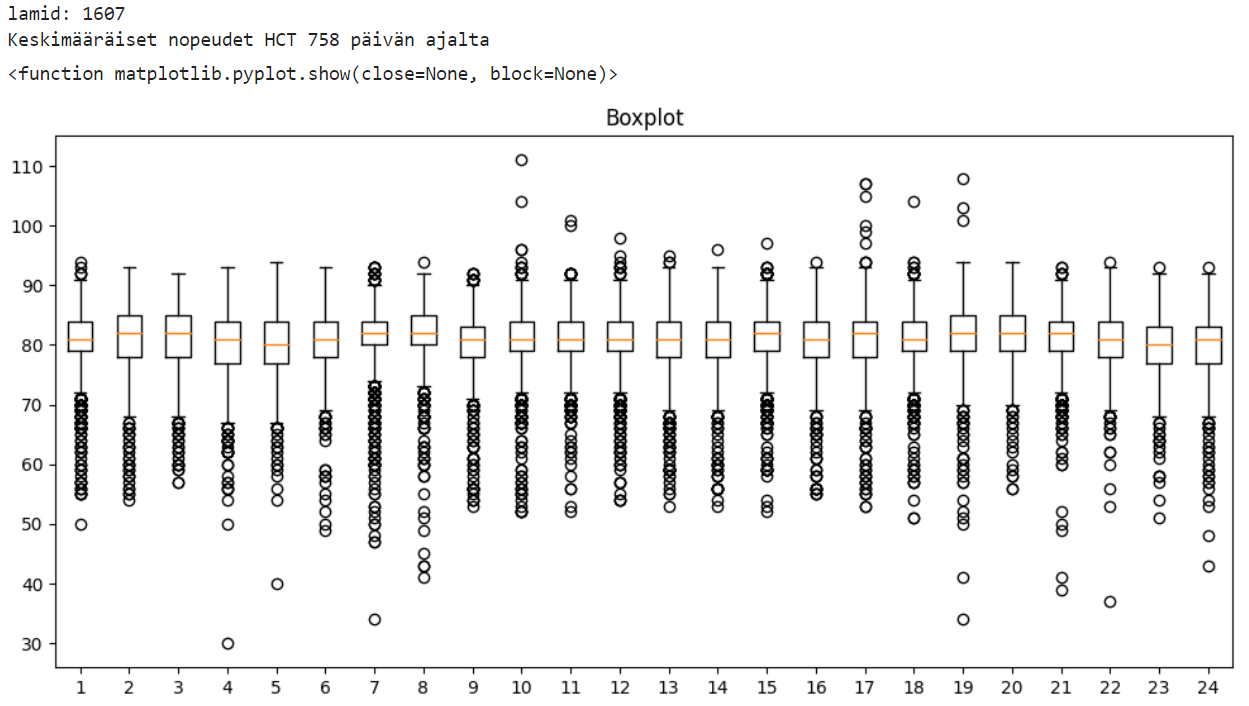 lamid: 1607
Keskimääräiset nopeudet HCT 758 päivän ajalta
<function matplotlib.pyplot.show(close=None, block=None)>
Boxplot
110
100
90
80
70
60
50
40
30
1 2 3 4 5 6 7 8 9 10 11 12 13 14 15 16 17 18 19 20 21 22 23 24